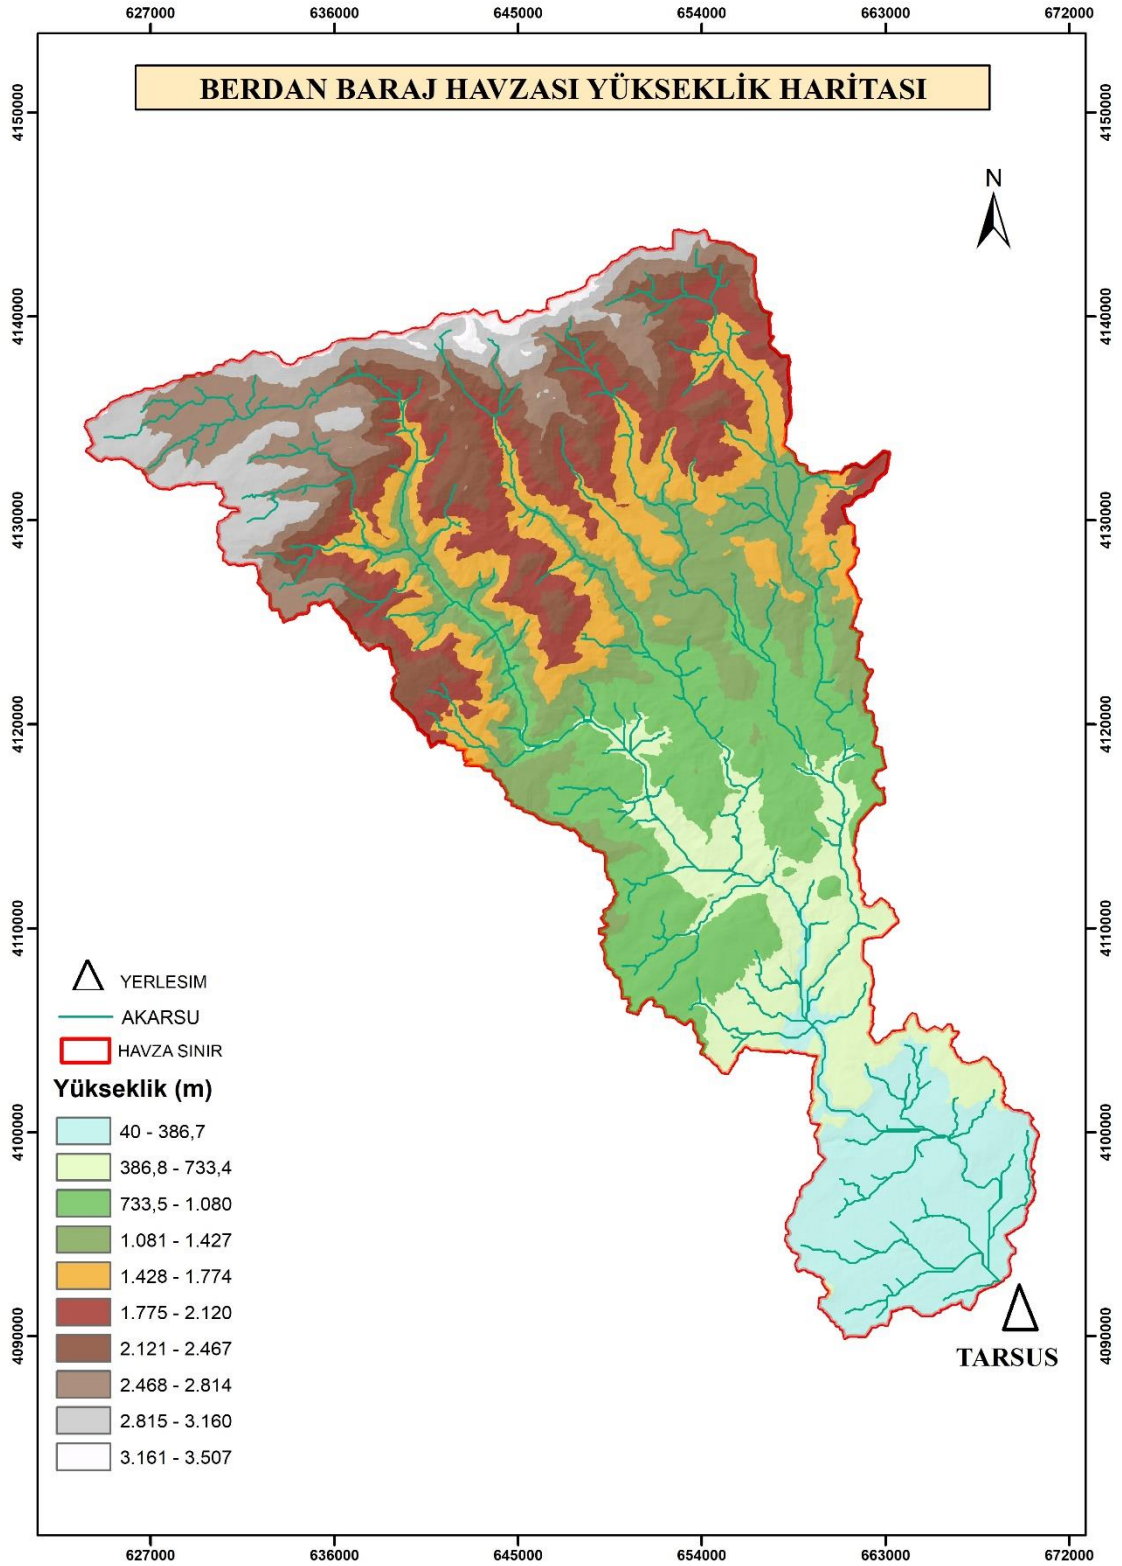 627000 636000 645000 654000 663000 672000
BERDAN BARAJ HAVZASI YÜKSEKLİK HARİTASI
N
4150000 4150000
4140000 4140000
4130000 4130000
4120000 4120000
4110000 4110000
4100000 4100000
4090000 4090000
YERLESIM
AKARSU
HAVZA SINIR
Yükseklik (m)
40 - 386,7
386,8 - 733,4
733,5 - 1.080
1.081 - 1.427
1.428 - 1.774
1.775 - 2.120
2.121 - 2.467
2.468 - 2.814
2.815 - 3.160
3.161 - 3.507
TARSUS
627000 636000 645000 654000 663000 672000